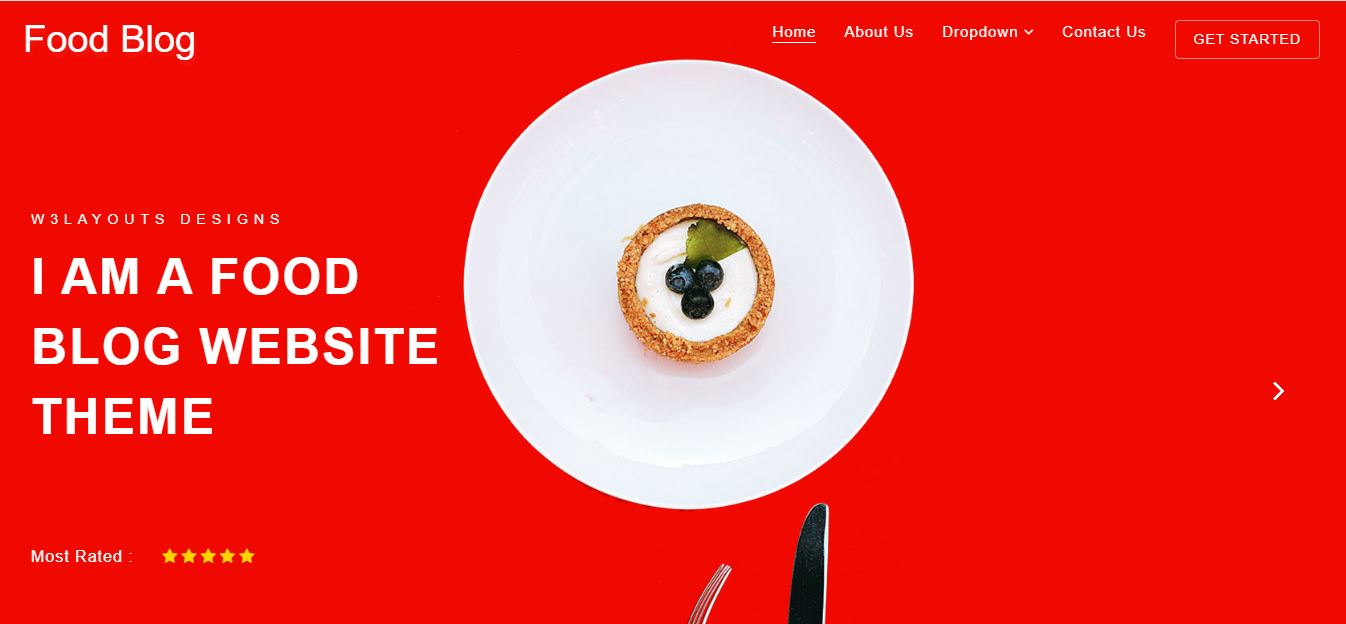 Food Blog
Home About Us Dropdown Contact Us GET STARTED
W3LAYOUTS DESIGNS
I AM A FOOD
BLOG WEBSITE
THEME
Most Rated :